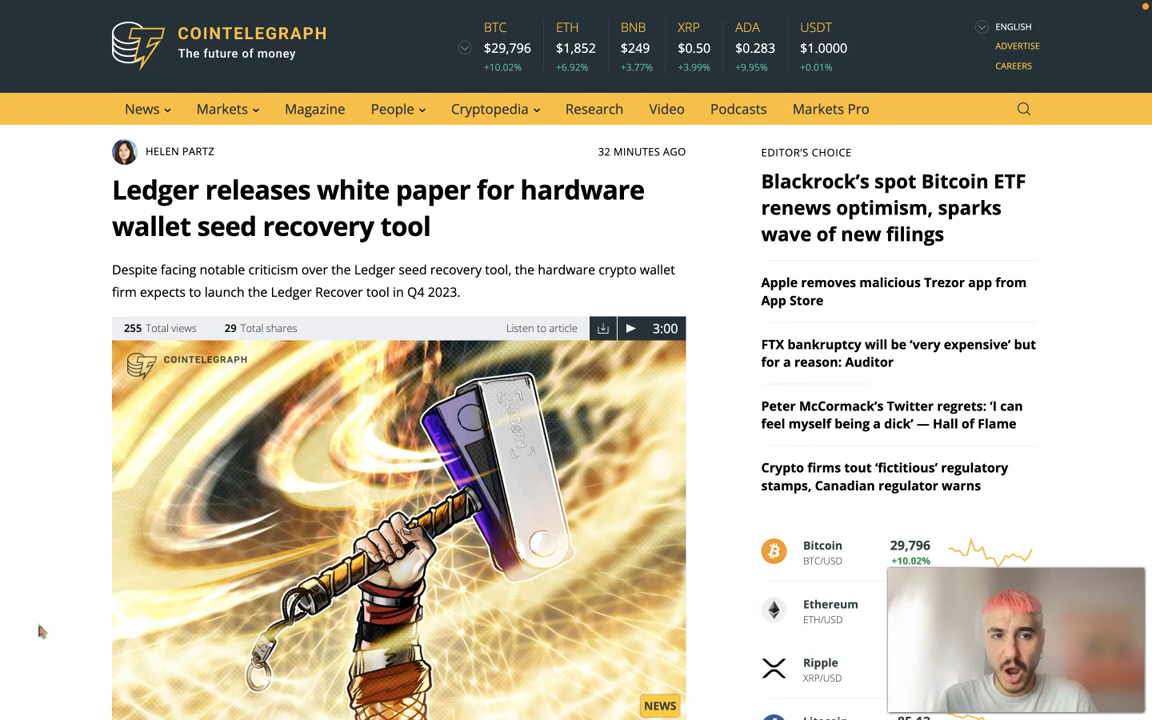 COINTELEGRAPH
The future of money
BTC ETH BNB XRP ADA USDT
$29,796 $1,852 $249 $0.50 $0.283 $1.0000
+10.02% +6.92% +3.77% +3.99% +9.95% +0.01%
ENGLISH
ADVERTISE
CAREERS
News Markets Magazine People Cryptopedia Research Video Podcasts Markets Pro
HELEN PARTZ
32 MINUTES AGO
Ledger releases white paper for hardware
wallet seed recovery tool
Despite facing notable criticism over the Ledger seed recovery tool, the hardware crypto wallet
firm expects to launch the Ledger Recover tool in Q4 2023.
255 Total views 29 Total shares Listen to article 3:00
COINTELEGRAPH
NEWS
EDITOR'S CHOICE
Blackrock's spot Bitcoin ETF
renews optimism, sparks
wave of new filings
Apple removes malicious Trezor app from
App Store
FTX bankruptcy will be 'very expensive' but
for a reason: Auditor
Peter McCormack's Twitter regrets: 'I can
feel myself being a dick' — Hall of Fame
Crypto firms tout 'fictitious' regulatory
stamps, Canadian regulator warns
Bitcoin 29,796
BTC/USD +10.02%
Ethereum
ETH/USD
Ripple
XRP/USD